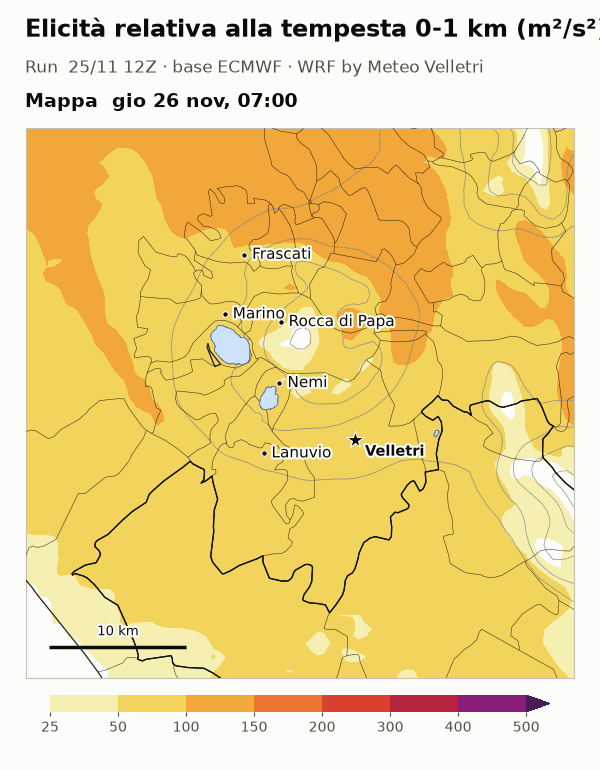 Elicità relativa alla tempesta 0-1 km (m²/s²)
Run  25/11 12Z · base ECMWF · WRF by Meteo Velletri
Mappa  gio 26 nov, 07:00
Frascati
Marino
Rocca di Papa
Nemi
Velletri
Lanuvio
10 km
25 50 100 150 200 300 400 500